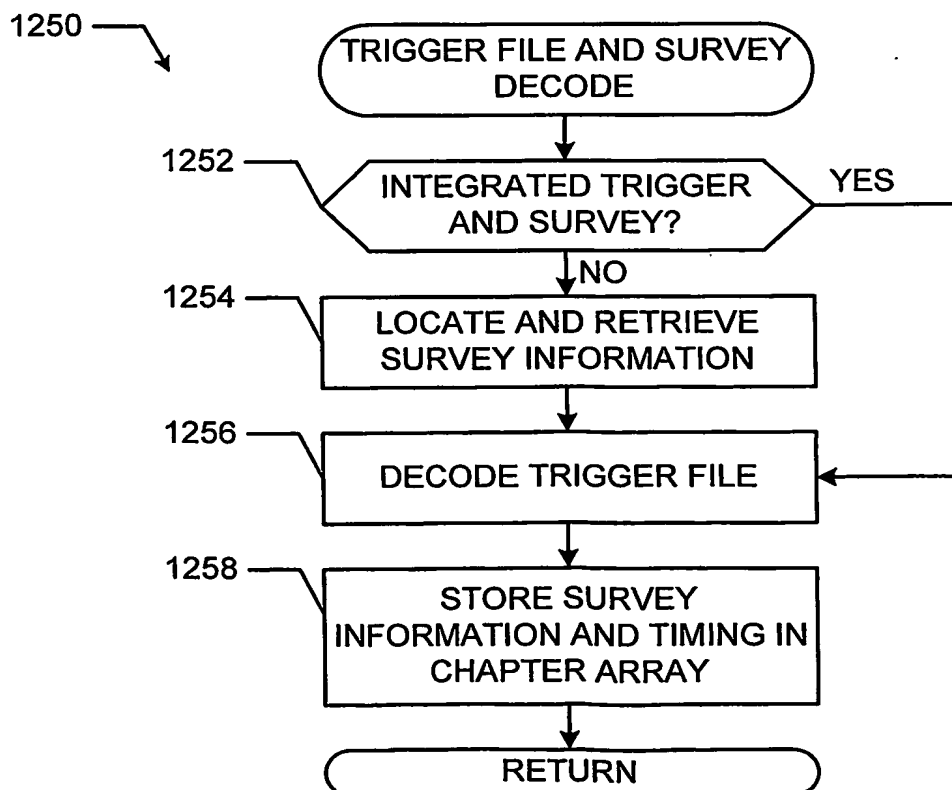 1250
TRIGGER FILE AND SURVEY
DECODE
1252
INTEGRATED TRIGGER
AND SURVEY?
YES
NO
1254
LOCATE AND RETRIEVE
SURVEY INFORMATION
1256
DECODE TRIGGER FILE
1258
STORE SURVEY
INFORMATION AND TIMING IN
CHAPTER ARRAY
RETURN